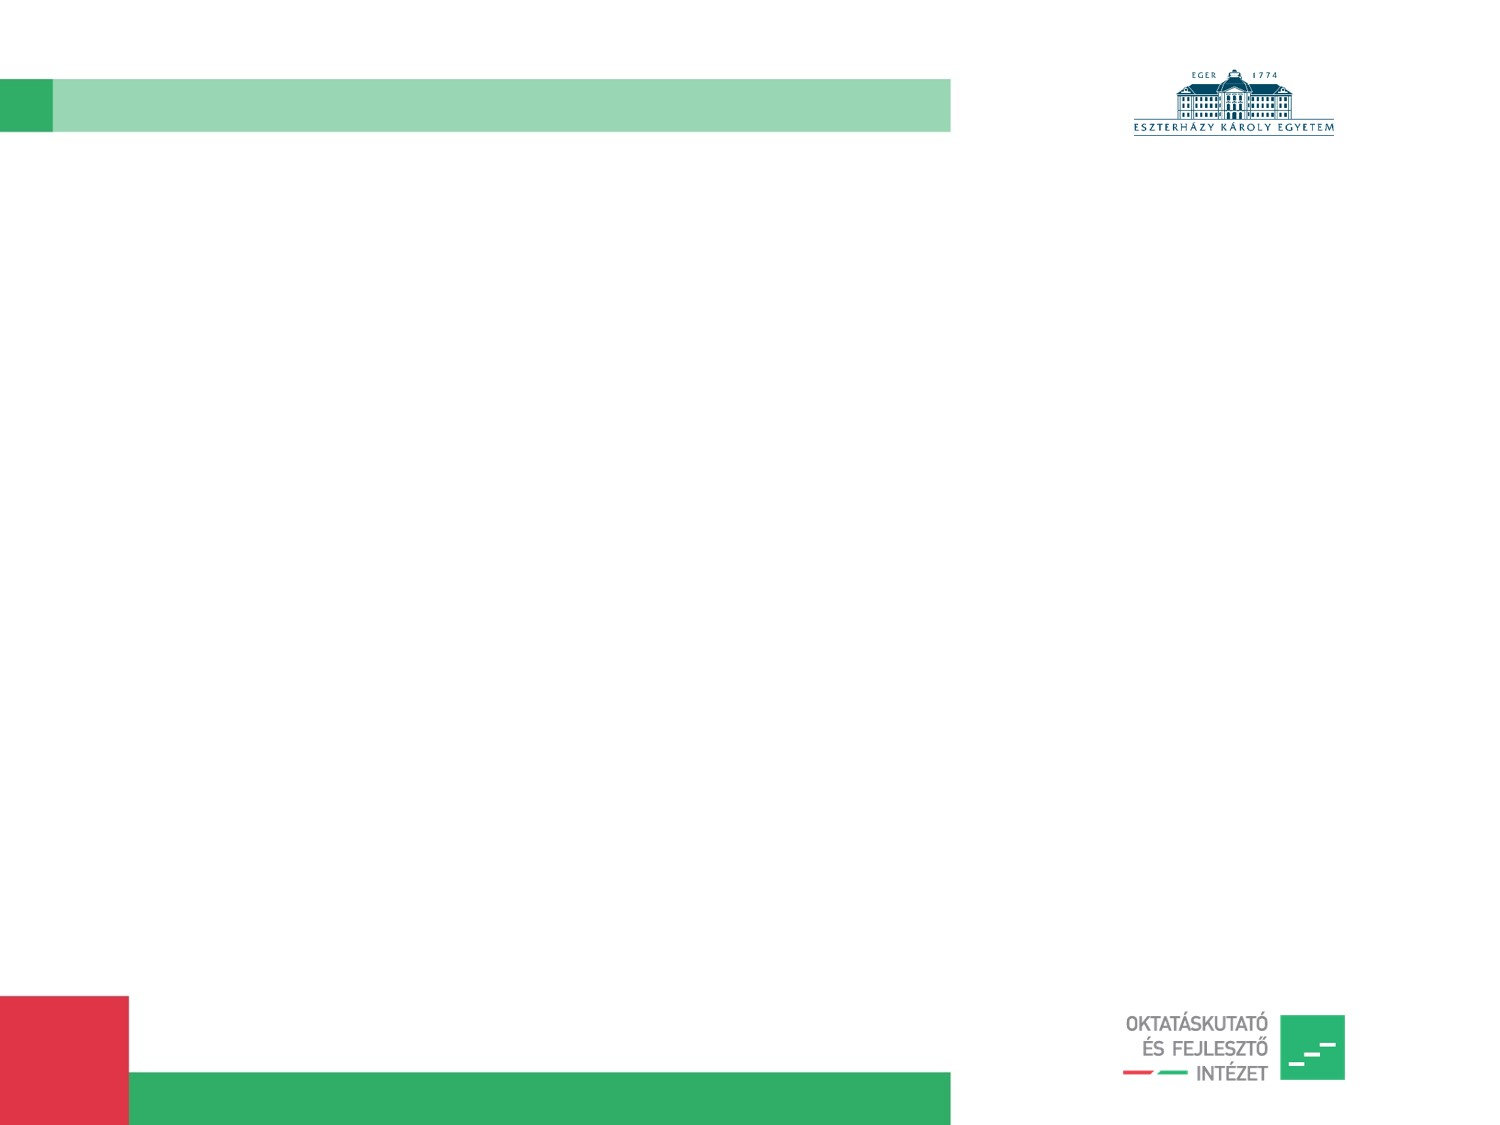 EGER 1774
ESZTERHÁZY KÁROLY EGYETEM
OKTATÁSKUTATÓ
ÉS FEJLESZTŐ
INTÉZET